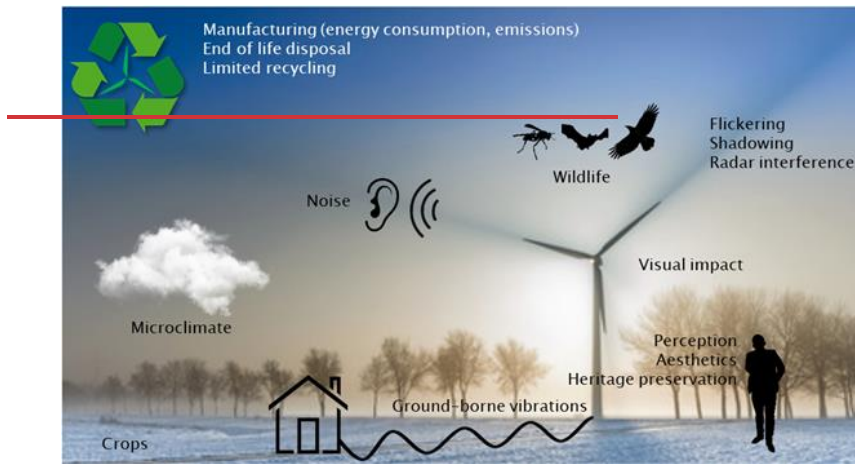 Manufacturing (energy consumption, emissions)
End of life disposal
Limited recycling
Flickering
Shadowing
Radar interference
Wildlife
Noise
Visual impact
Microclimate
Perception
Aesthetics
Heritage preservation
Ground-borne vibrations
Crops